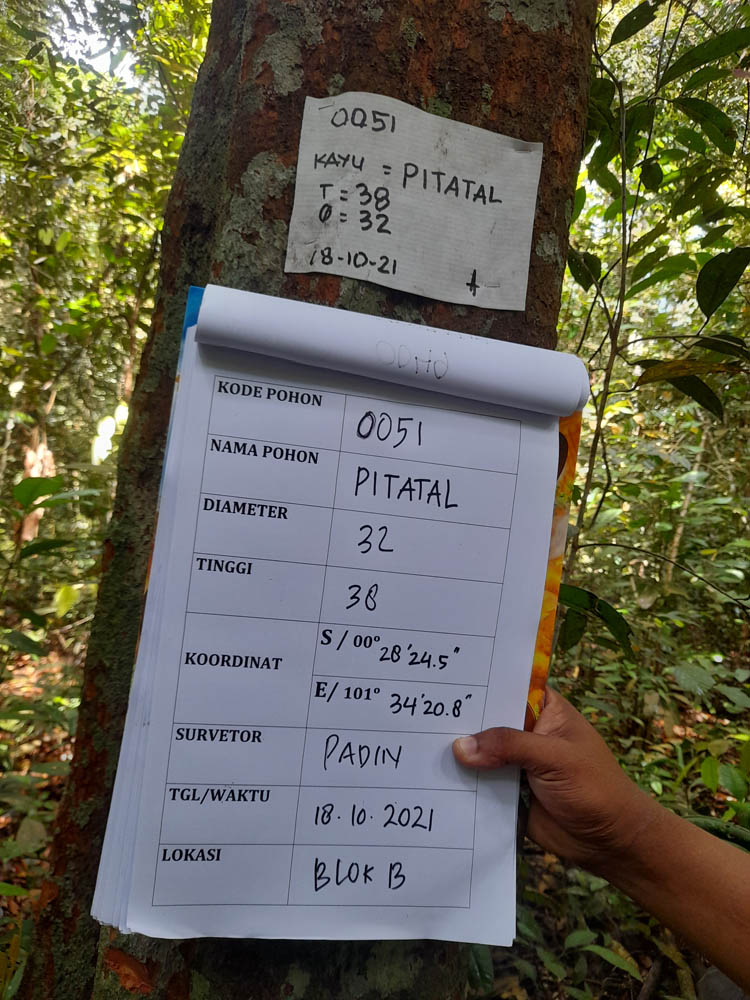 0051
KAYU = PITATAL
T = 38
Ø = 32
18-10-21
KODE POHON 0051
NAMA POHON PITATAL
DIAMETER 32
TINGGI 38
KOORDINAT S / 00° 28'24.5"
E/ 101° 34'20.8"
SURVETOR PADIN
TGL/WAKTU 18.10.2021
LOKASI BLOK B